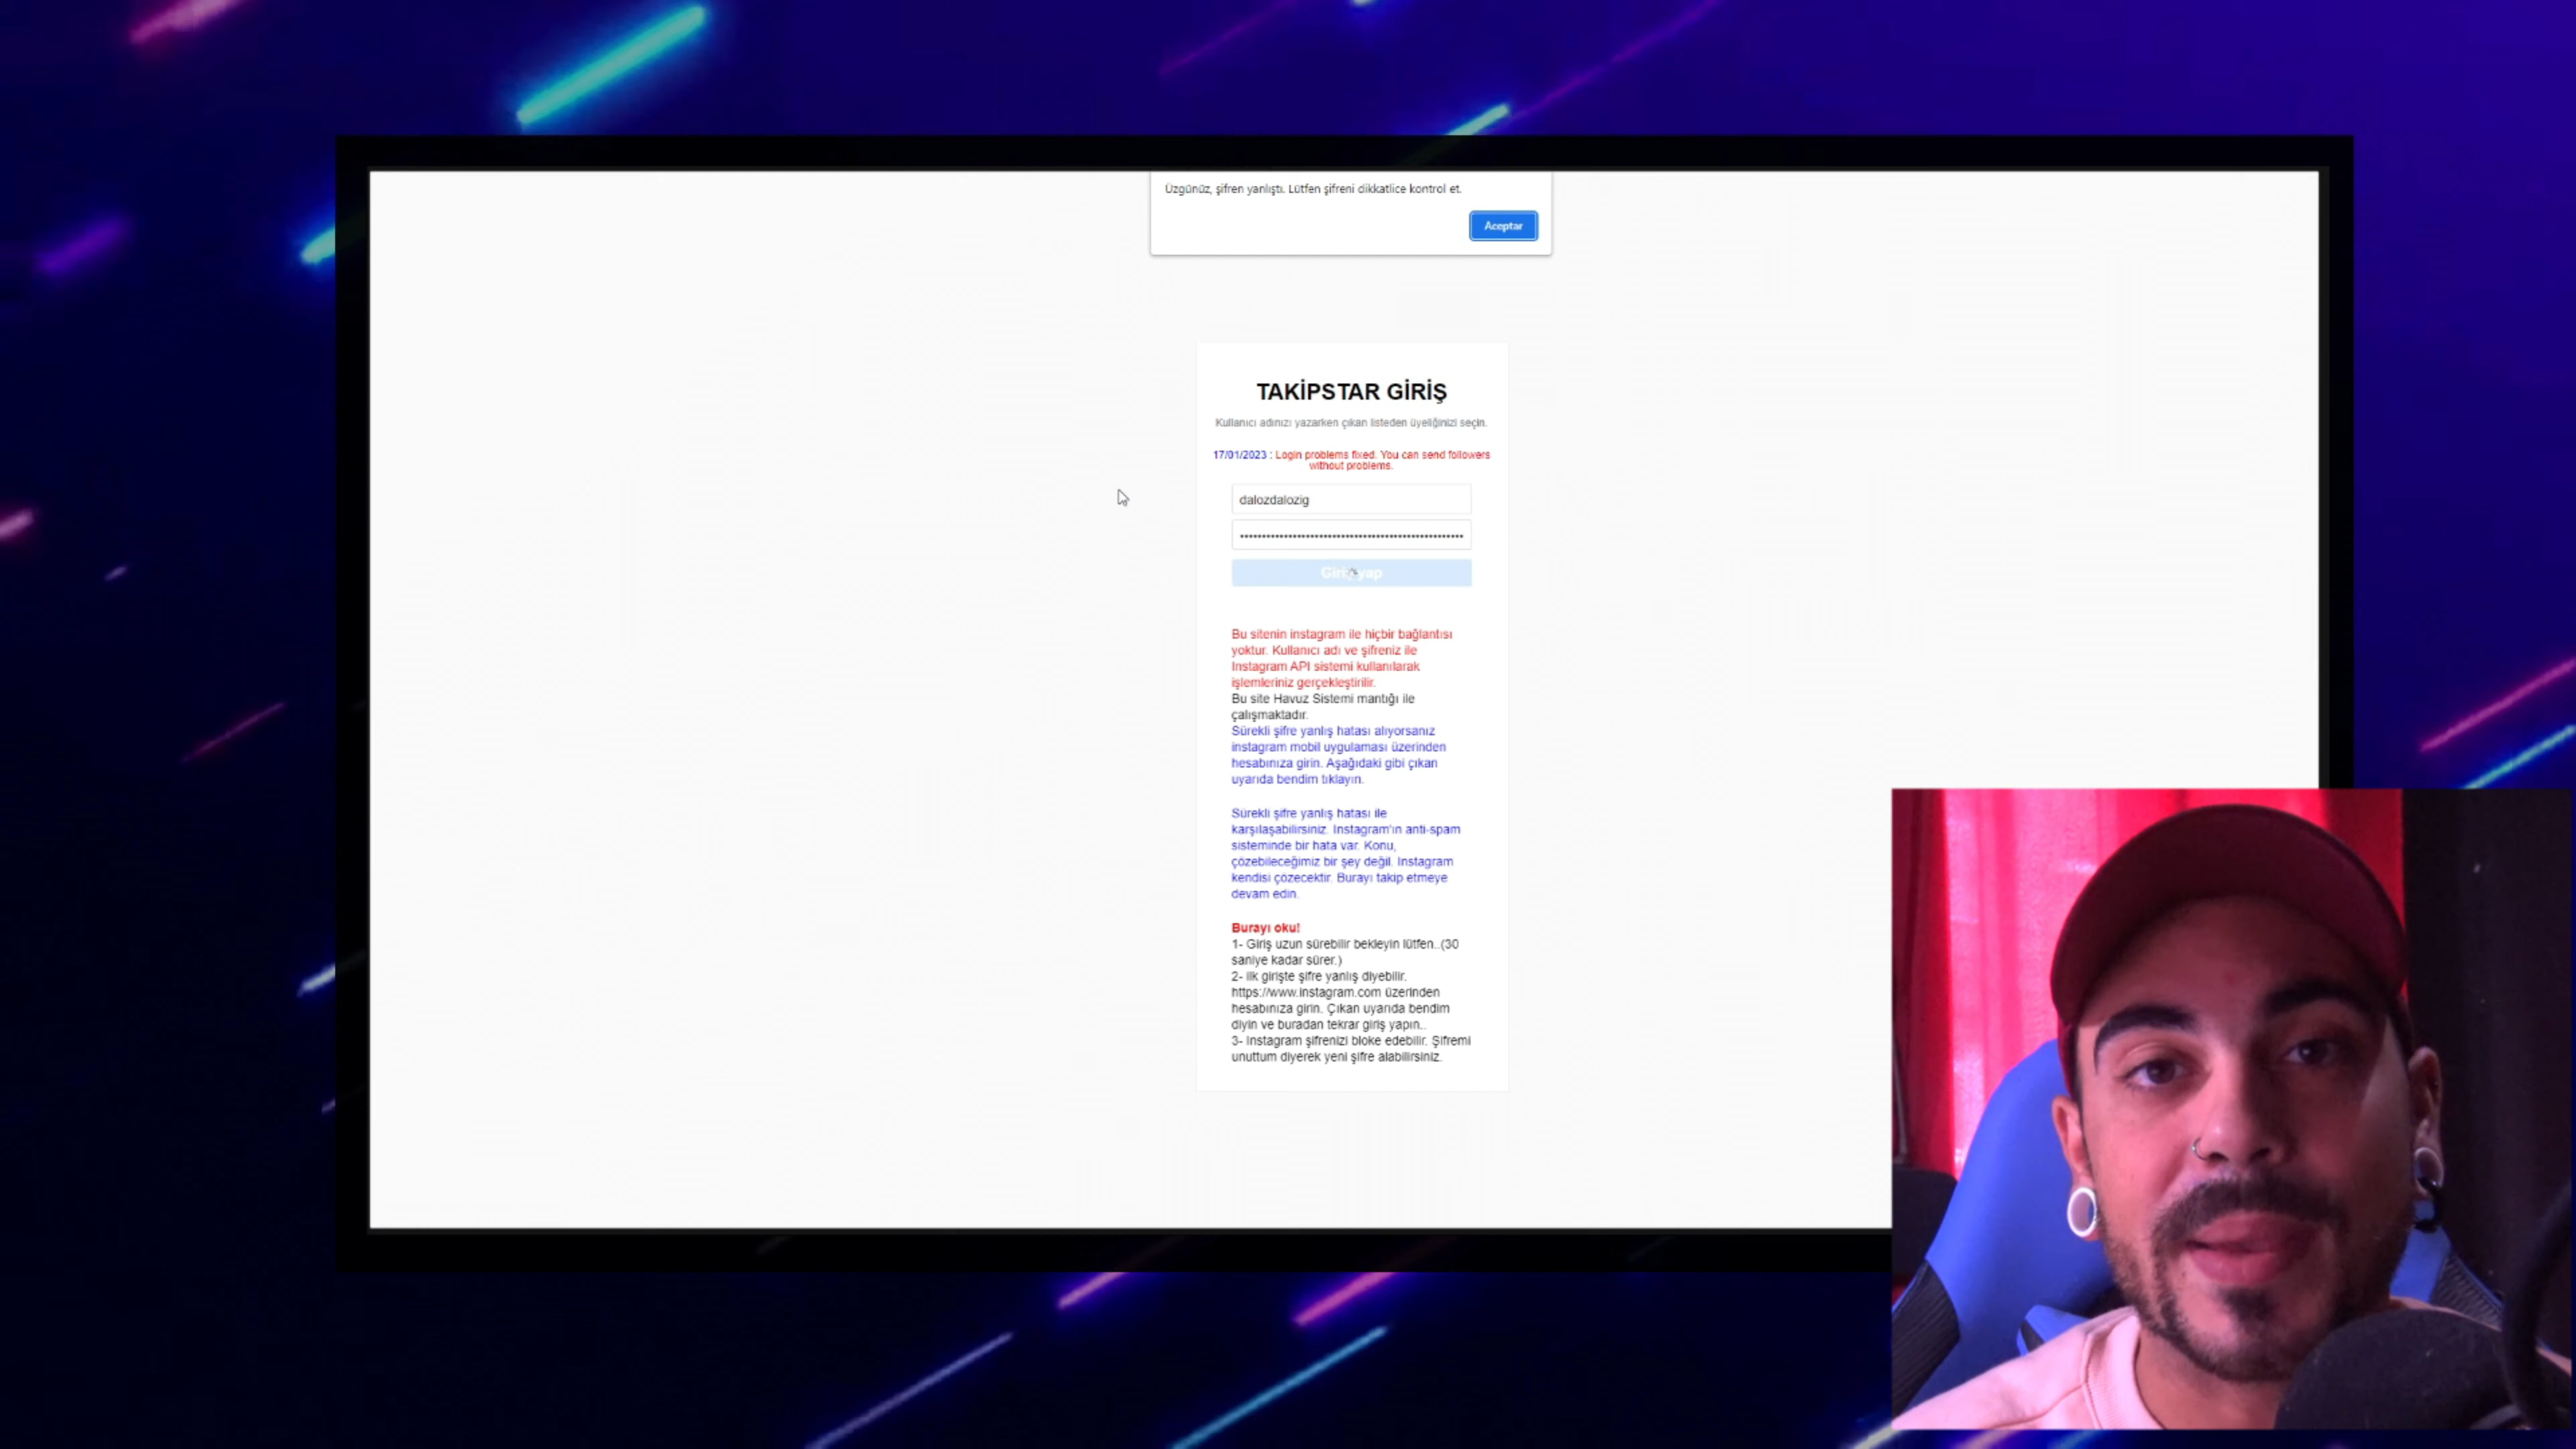 Üzgünüz, şifren yanlıştı. Lütfen şifreni dikkatlice kontrol et.
Aceptar
TAKİPSTAR GİRİŞ
Kullanıcı adınızı yazarken çıkan listeden üyeliğinizi seçin.
17/01/2023 : Login problems fixed. You can send followers
without problems.
dalozdalozig
Giriş yap
Bu sitenin instagram ile hiçbir bağlantısı
yoktur. Kullanıcı adı ve şifreniz ile
Instagram API sistemi kullanılarak
işlemleriniz gerçekleştirilir.
Bu site Havuz Sistemi mantığı ile
çalışmaktadır.
Sürekli şifre yanlış hatası alıyorsanız
instagram mobil uygulaması üzerinden
hesabınıza girin. Aşağıdaki gibi çıkan
uyarıda bendim tıklayın.
Sürekli şifre yanlış hatası ile
karşılaşabilirsiniz. Instagram'ın anti-spam
sisteminde bir hata var. Konu,
çözebileceğimiz bir şey değil. Instagram
kendisi çözecektir. Burayı takip etmeye
devam edin.
Burayı oku!
1- Giriş uzun sürebilir bekleyin lütfen..(30
saniye kadar sürer.)
2- ilk girişte şifre yanlış diyebilir.
https://www.instagram.com üzerinden
hesabınıza girin. Çıkan uyarıda bendim
diyin ve buradan tekrar giriş yapın..
3- Instagram şifrenizi bloke edebilir. Şifremi
unuttum diyerek yeni şifre alabilirsiniz.